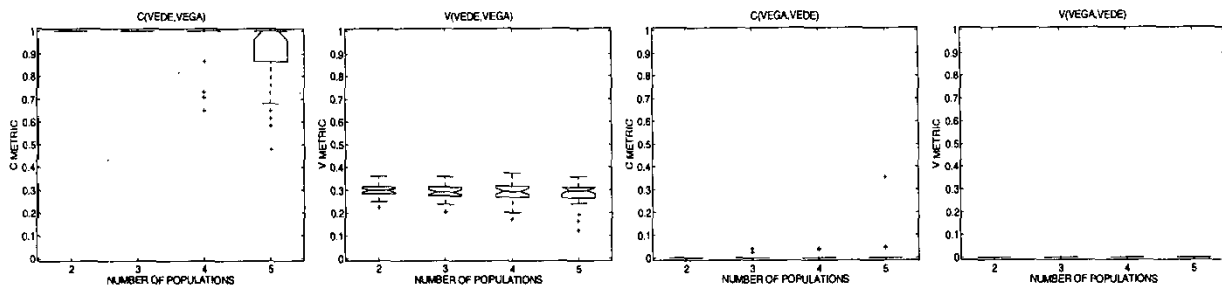 C(VEDE,VEGA)
1
0.9
0.8
0.7
0.6
0.5
0.4
0.3
0.2
0.1
0
C METRIC
2 3 4 5
NUMBER OF POPULATIONS
V(VEDE,VEGA)
1
0.9
0.8
0.7
0.6
0.5
0.4
0.3
0.2
0.1
0
V METRIC
2 3 4 5
NUMBER OF POPULATIONS
C(VEGA,VEDE)
1
0.9
0.8
0.7
0.6
0.5
0.4
0.3
0.2
0.1
0
C METRIC
2 3 4 5
NUMBER OF POPULATIONS
V(VEGA,VEDE)
1
0.9
0.8
0.7
0.6
0.5
0.4
0.3
0.2
0.1
0
V METRIC
2 3 4 5
NUMBER OF POPULATIONS